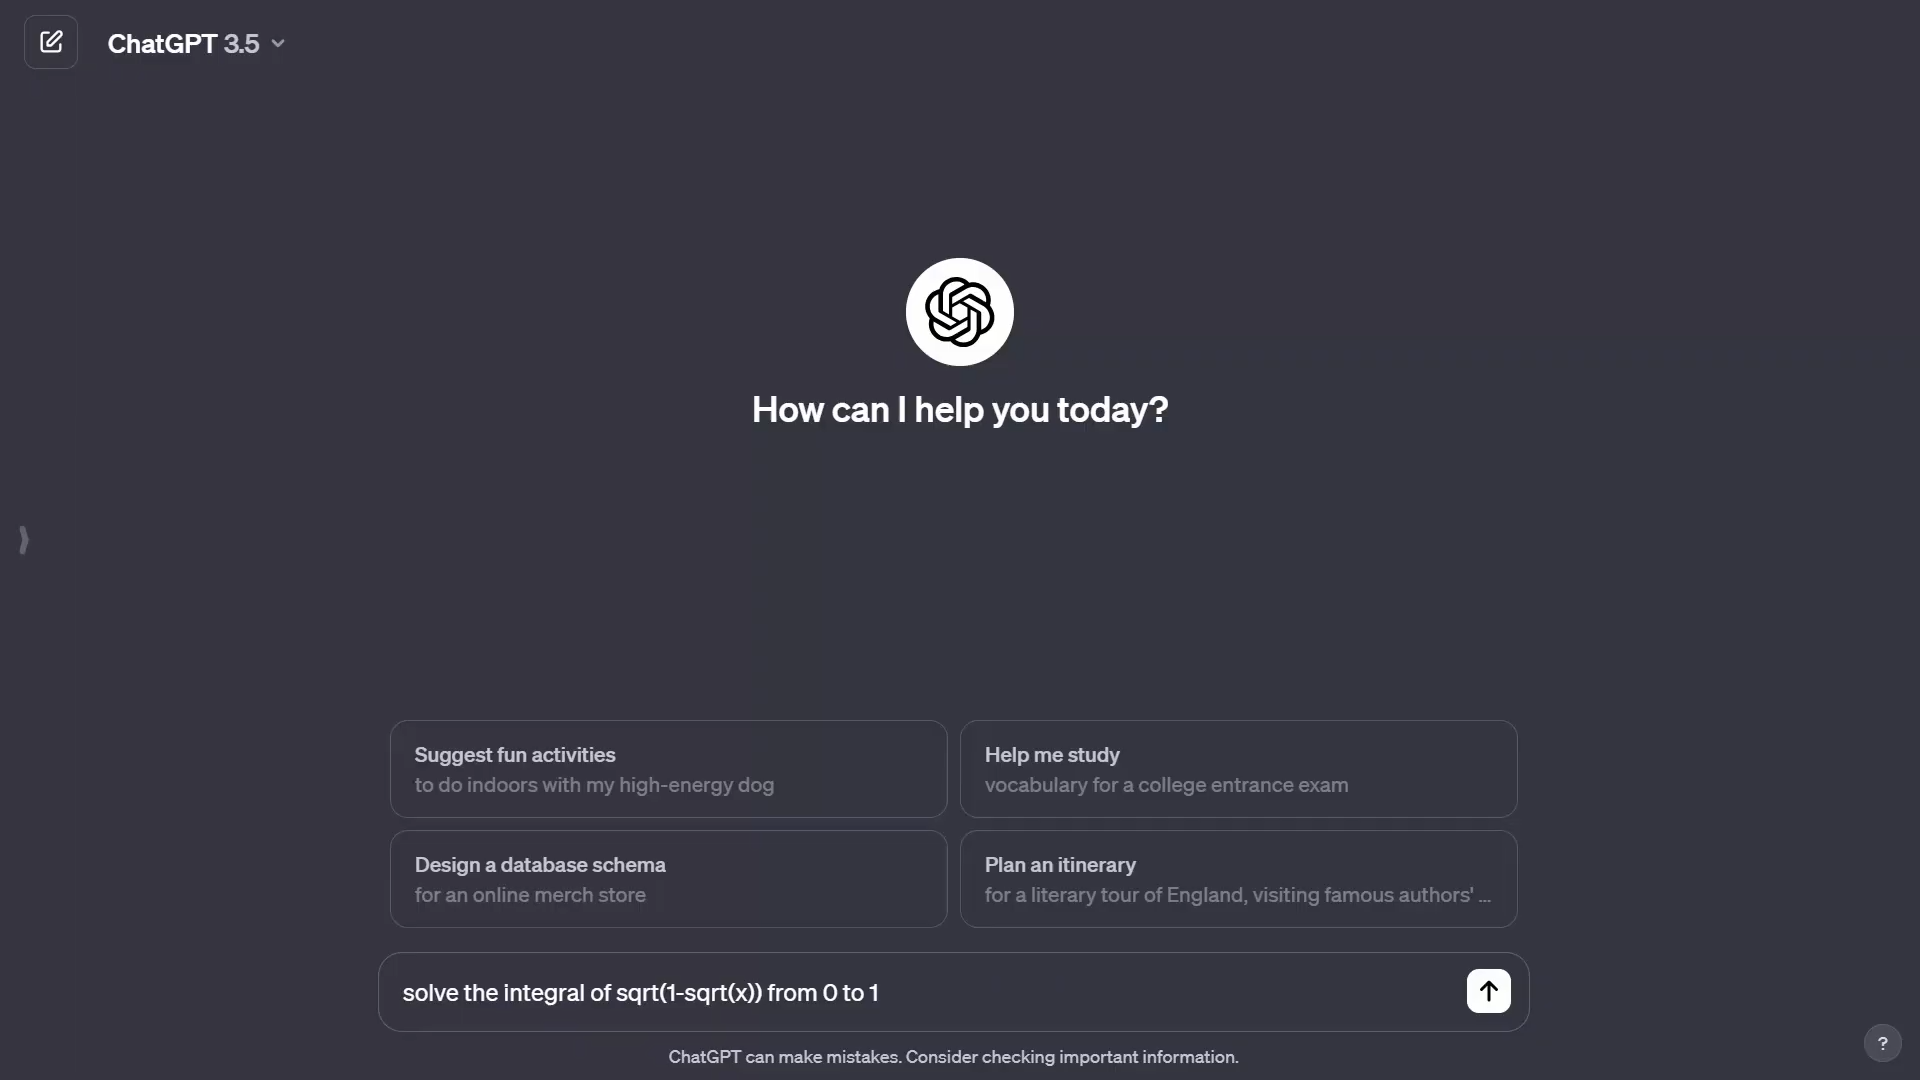 ChatGPT 3.5
How can I help you today?
Suggest fun activities
to do indoors with my high-energy dog
Help me study
vocabulary for a college entrance exam
Design a database schema
for an online merch store
Plan an itinerary
for a literary tour of England, visiting famous authors' ...
solve the integral of sqrt(1-sqrt(x)) from 0 to 1
ChatGPT can make mistakes. Consider checking important information.
?